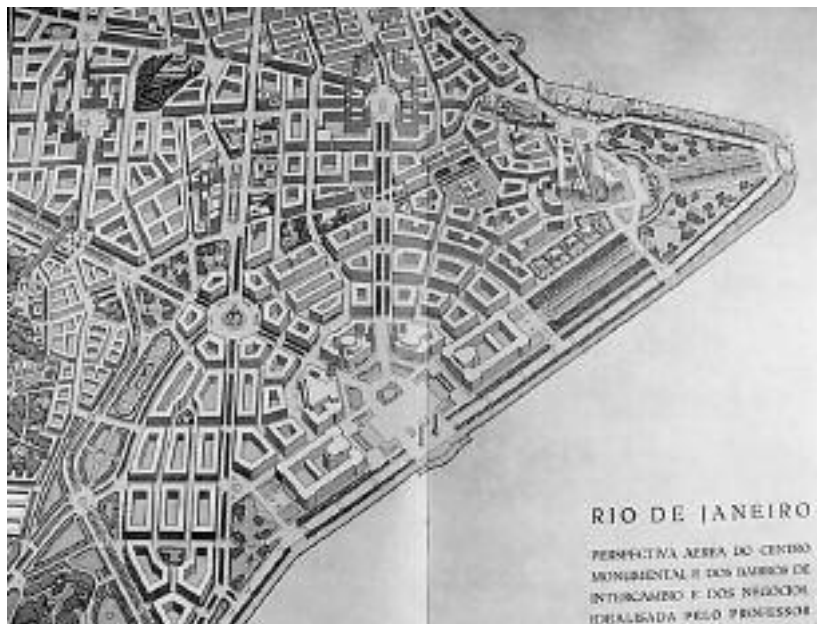 RIO DE JANEIRO
PERSPECTIVA AEREA DO CENTRO
MONUMENTAL E DOS BAIRROS DE
INTERCAMBIO E DOS NEGOCIOS,
IDEALISADA PELO PROFESSOR